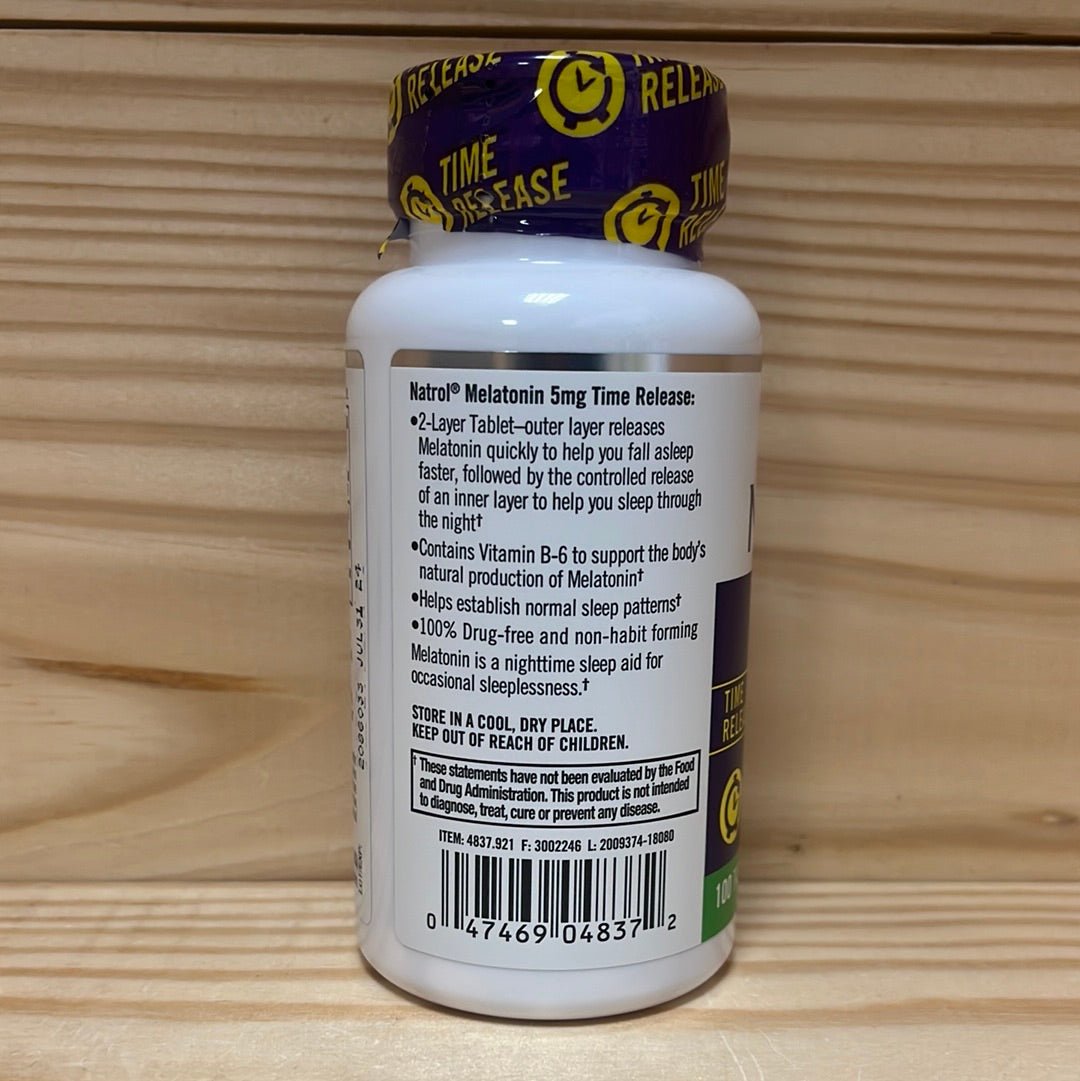 RELEASE
RELEASE
TIME
RELEASE
TIME
Natrol® Melatonin 5mg Time Release:
•2-Layer Tablet–outer layer releases
Melatonin quickly to help you fall asleep
faster, followed by the controlled release
of an inner layer to help you sleep through
the night†
•Contains Vitamin B-6 to support the body's
natural production of Melatonin†
•Helps establish normal sleep patterns†
•100% Drug-free and non-habit forming
Melatonin is a nighttime sleep aid for
occasional sleeplessness.†
STORE IN A COOL, DRY PLACE.
KEEP OUT OF REACH OF CHILDREN.
† These statements have not been evaluated by the Food
and Drug Administration. This product is not intended
to diagnose, treat, cure or prevent any disease.
ITEM: 4837.921 F: 3002246 L: 2009374-18080
0 47469 04837 2
TIME
100
2086033 JUL 31 24